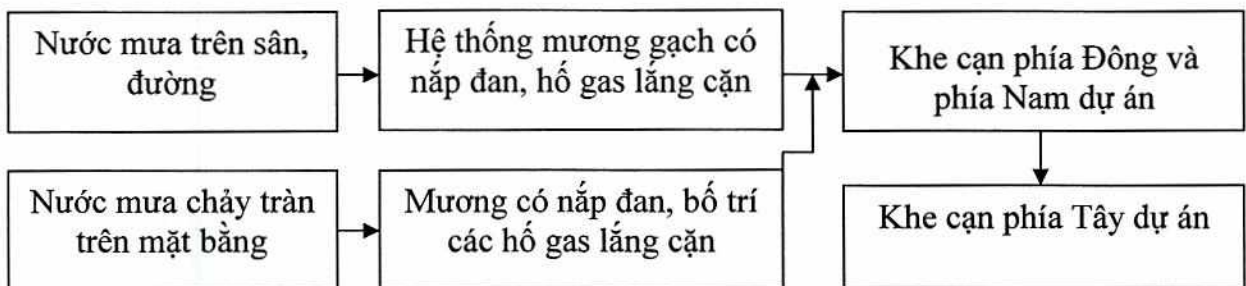 Nước mưa trên sân,
đường
Hệ thống mương gạch có
nắp đan, hố gas lắng cặn
Khe cạn phía Đông và
phía Nam dự án
Nước mưa chảy tràn
trên mặt bằng
Mương có nắp đan, bố trí
các hố gas lắng cặn
Khe cạn phía Tây dự án